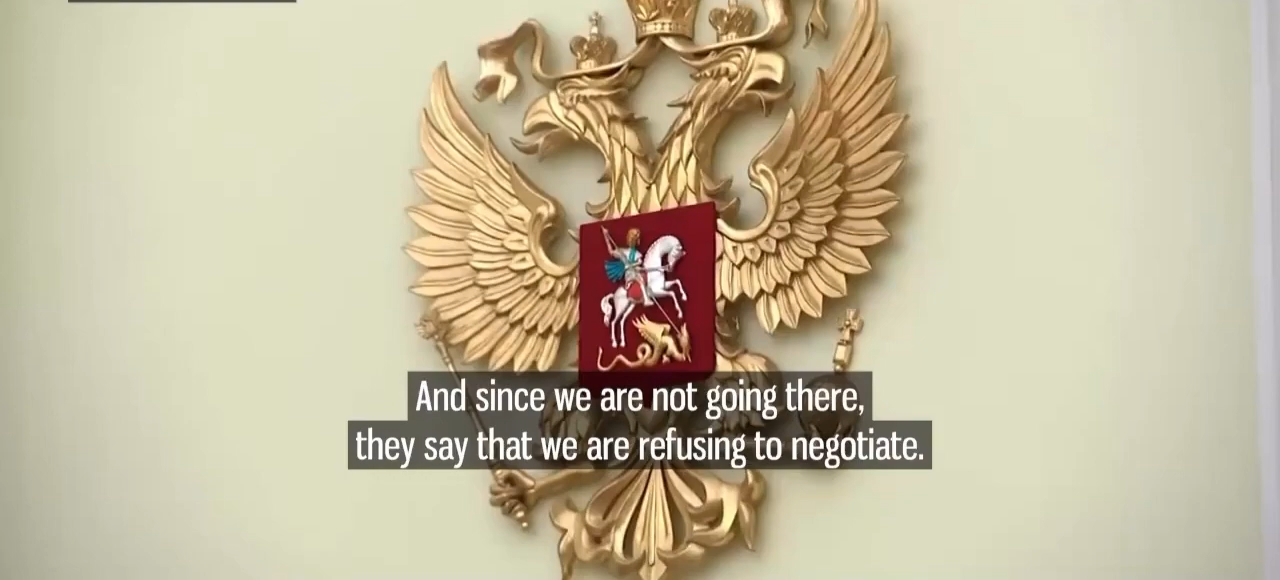 And since we are not going there,
they say that we are refusing to negotiate.